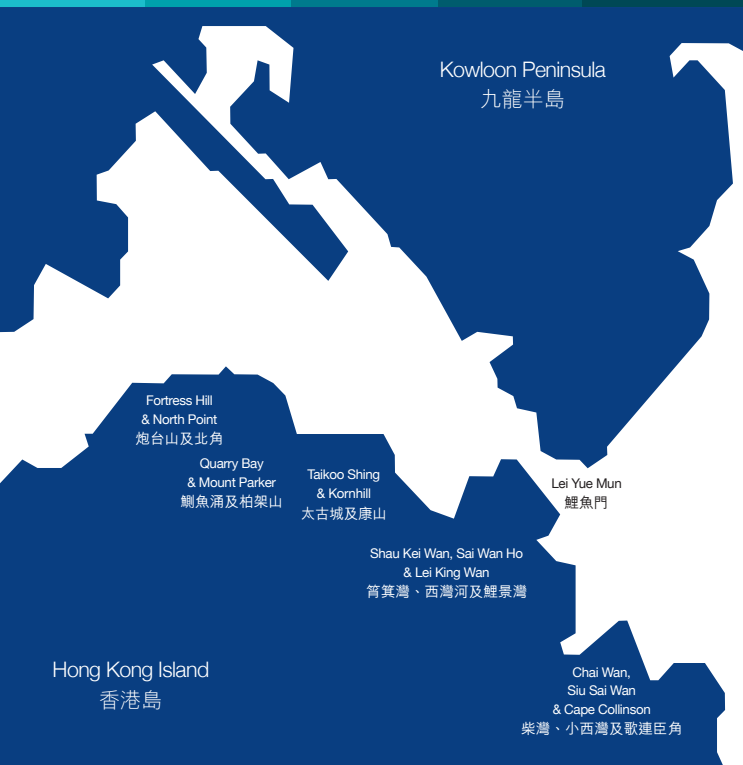 Kowloon Peninsula
九龍半島
Fortress Hill
& North Point
炮台山及北角
Quarry Bay
& Mount Parker
鰂魚涌及柏架山
Taikoo Shing
& Kornhill
太古城及康山
Lei Yue Mun
鯉魚門
Shau Kei Wan, Sai Wan Ho
& Lei King Wan
筲箕灣、西灣河及鯉景灣
Hong Kong Island
香港島
Chai Wan,
Siu Sai Wan
& Cape Collinson
柴灣、小西灣及歌連臣角